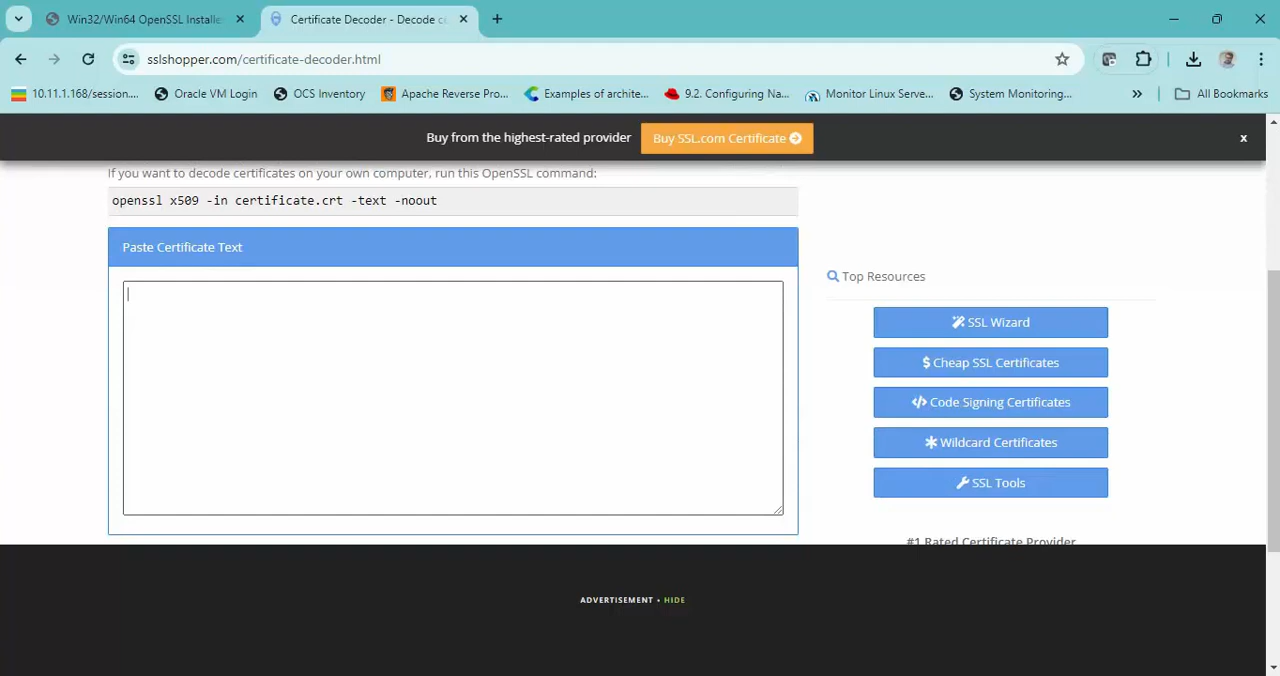 Win32/Win64 OpenSSL Installe
Certificate Decoder - Decode c
sslshopper.com/certificate-decoder.html
10.11.1.168/session....
Oracle VM Login
OCS Inventory
Apache Reverse Pro...
Examples of archite...
9.2. Configuring Na...
Monitor Linux Serve...
System Monitoring...
All Bookmarks
Buy from the highest-rated provider
Buy SSL.com Certificate
x
If you want to decode certificates on your own computer, run this OpenSSL command:
openssl x509 -in certificate.crt -text -noout
Paste Certificate Text
Top Resources
SSL Wizard
Cheap SSL Certificates
Code Signing Certificates
Wildcard Certificates
SSL Tools
#1 Rated Certificate Provider
ADVERTISEMENT • HIDE